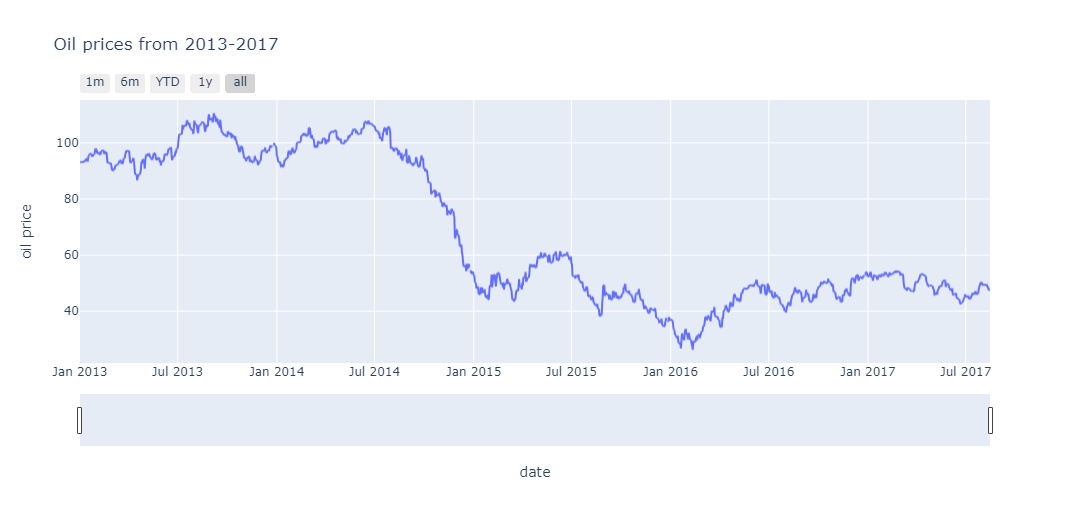 Oil prices from 2013-2017
1m 6m YTD 1y all
100
80
60
40
oil price
Jan 2013 Jul 2013 Jan 2014 Jul 2014 Jan 2015 Jul 2015 Jan 2016 Jul 2016 Jan 2017 Jul 2017
date